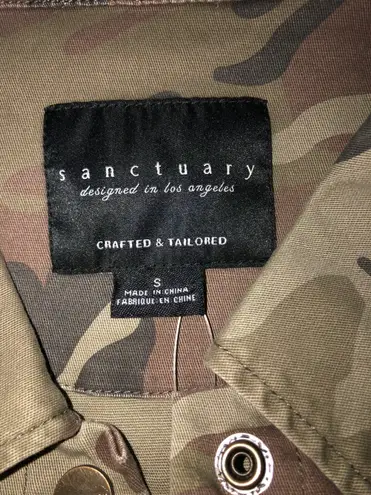 sanctuary
designed in los angeles
CRAFTED & TAILORED
S
MADE IN CHINA
FABRIQUE EN CHINE